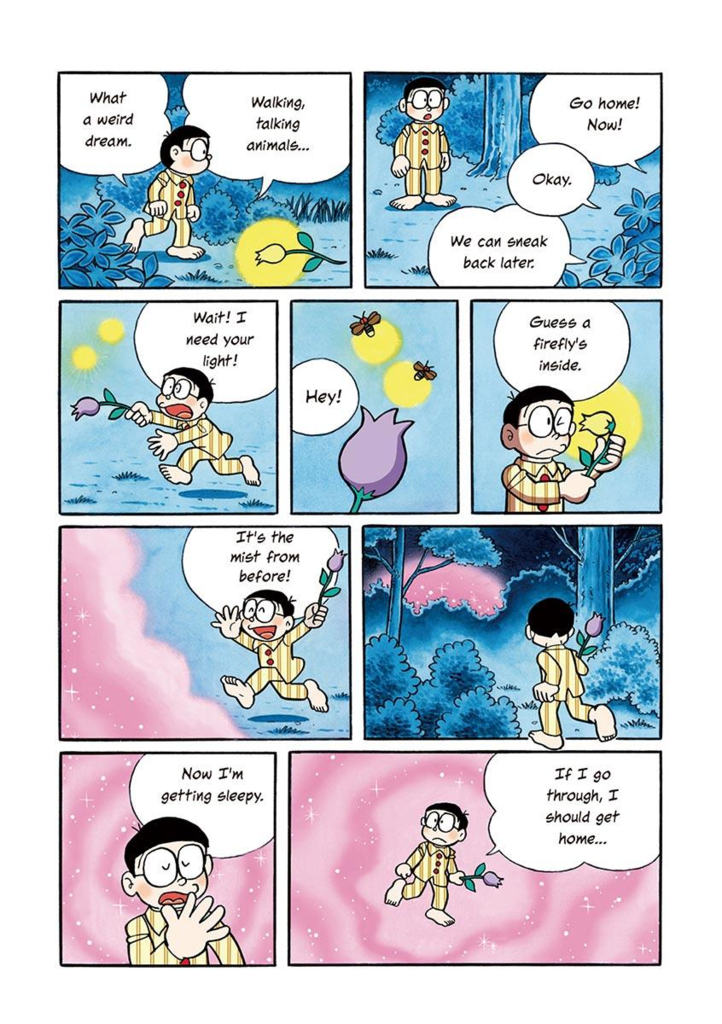 Go home!
Now!
Okay.
We can sneak
back later.
Walking,
talking
animals...
What
a weird
dream.
Guess a
firefly's
inside.
Hey!
Wait! I
need your
light!
It's the
mist from
before!
If I go
through, I
should get
home...
Now I'm
getting sleepy.